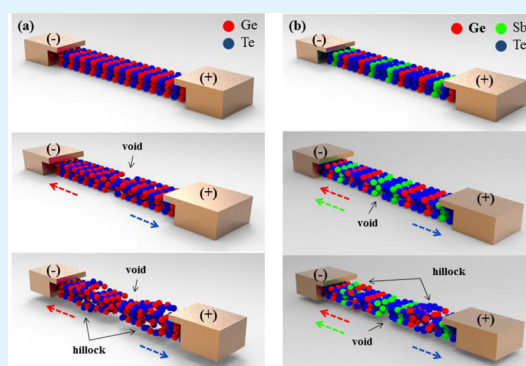 (a)
Ge
Te
(-)
(+)
void
(-)
(+)
void
(-)
(+)
hillock
(b)
Ge
Sb
Te
(-)
(+)
(-)
(+)
void
hillock
(-)
(+)
void